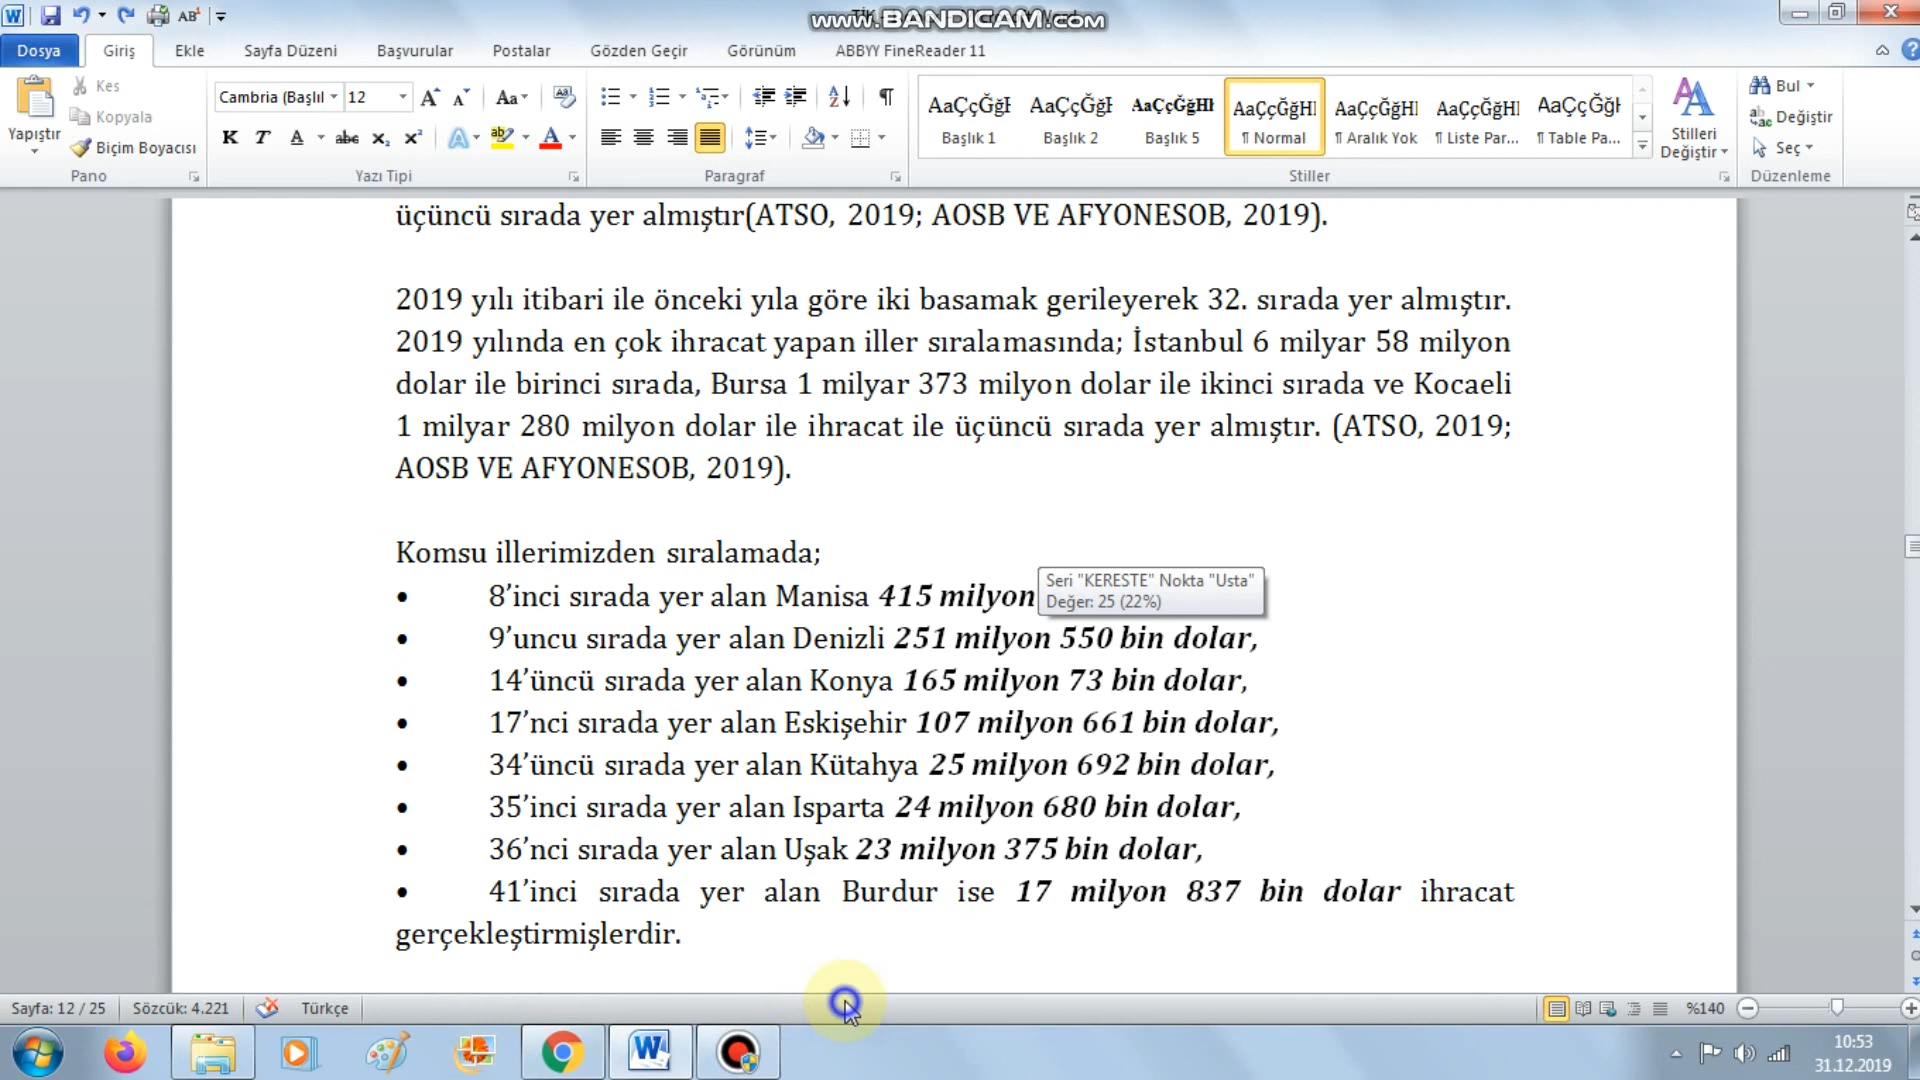 www.BANDICAM.com
Dosya Giriş Ekle Sayfa Düzeni Başvurular Postalar Gözden Geçir Görünüm ABBYY FineReader 11
Yapıştır
Kes
Kopyala
Biçim Boyacısı
Pano
Cambria (Başlıl 12
Yazı Tipi
Paragraf
AaÇçĞğF AaÇçĞğF AaÇçĞğHł AaÇçĞğHI AaÇçĞğHI AaÇçĞğHI AaÇçĞğł
Başlık 1 Başlık 2 Başlık 5 ¶ Normal ¶ Aralık Yok ¶ Liste Par... ¶ Table Pa...
Stiller
Stilleri
Değiştir
Bul
Değiştir
Seç
Düzenleme
üçüncü sırada yer almıştır(ATSO, 2019; AOSB VE AFYONESOB, 2019).
2019 yılı itibari ile önceki yıla göre iki basamak gerileyerek 32. sırada yer almıştır.
2019 yılında en çok ihracat yapan iller sıralamasında; İstanbul 6 milyar 58 milyon
dolar ile birinci sırada, Bursa 1 milyar 373 milyon dolar ile ikinci sırada ve Kocaeli
1 milyar 280 milyon dolar ile ihracat ile üçüncü sırada yer almıştır. (ATSO, 2019;
AOSB VE AFYONESOB, 2019).
Komsu illerimizden sıralamada;
• 8’inci sırada yer alan Manisa 415 milyon
Seri "KERESTE" Nokta "Usta"
Değer: 25 (22%)
• 9’uncu sırada yer alan Denizli 251 milyon 550 bin dolar,
• 14’üncü sırada yer alan Konya 165 milyon 73 bin dolar,
• 17’nci sırada yer alan Eskişehir 107 milyon 661 bin dolar,
• 34’üncü sırada yer alan Kütahya 25 milyon 692 bin dolar,
• 35’inci sırada yer alan Isparta 24 milyon 680 bin dolar,
• 36’nci sırada yer alan Uşak 23 milyon 375 bin dolar,
• 41’inci sırada yer alan Burdur ise 17 milyon 837 bin dolar ihracat
gerçekleştirmişlerdir.
Sayfa: 12 / 25 Sözcük: 4.221 Türkçe %140
10:53
31.12.2019